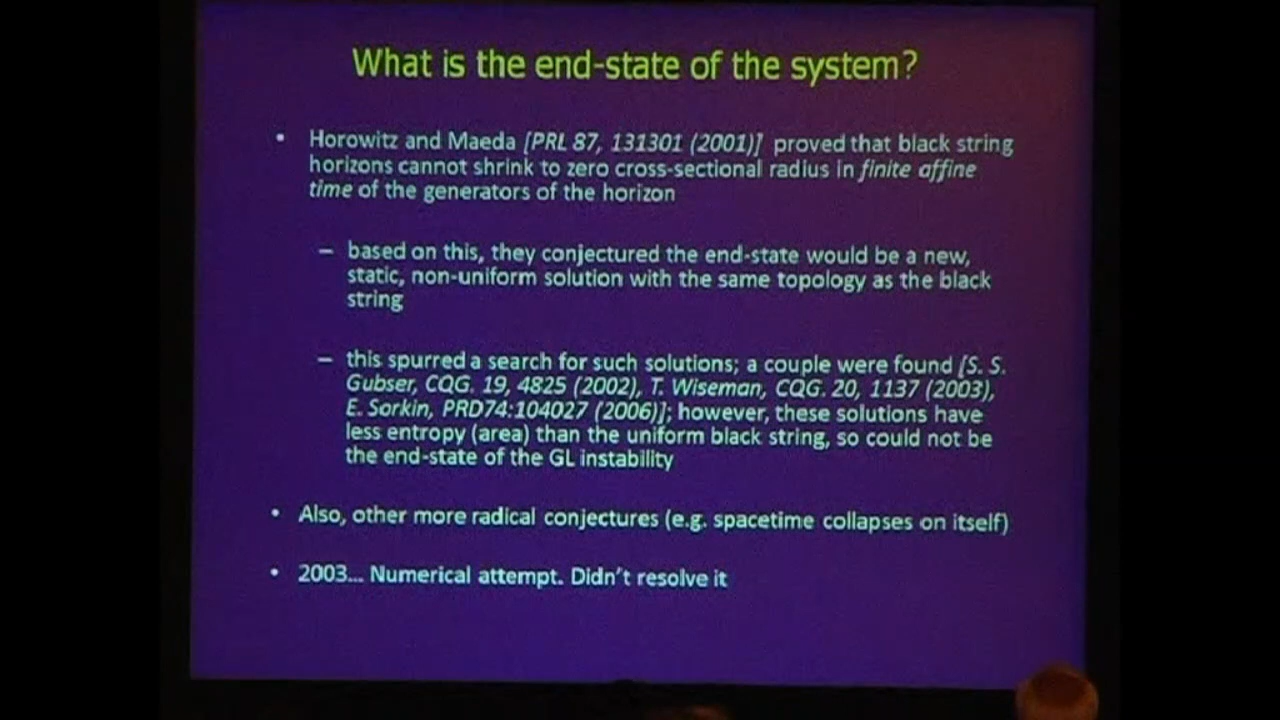 What is the end-state of the system?
• Horowitz and Maeda [PRL 87, 131301 (2001)] proved that black string
horizons cannot shrink to zero cross-sectional radius in finite affine
time of the generators of the horizon
– based on this, they conjectured the end-state would be a new,
static, non-uniform solution with the same topology as the black
string
– this spurred a search for such solutions; a couple were found [S. S.
Gubser, CQG. 19, 4825 (2002), T. Wiseman, CQG. 20, 1137 (2003),
E. Sorkin, PRD74:104027 (2006)]; however, these solutions have
less entropy (area) than the uniform black string, so could not be
the end-state of the GL instability
• Also, other more radical conjectures (e.g. spacetime collapses on itself)
• 2003... Numerical attempt. Didn't resolve it